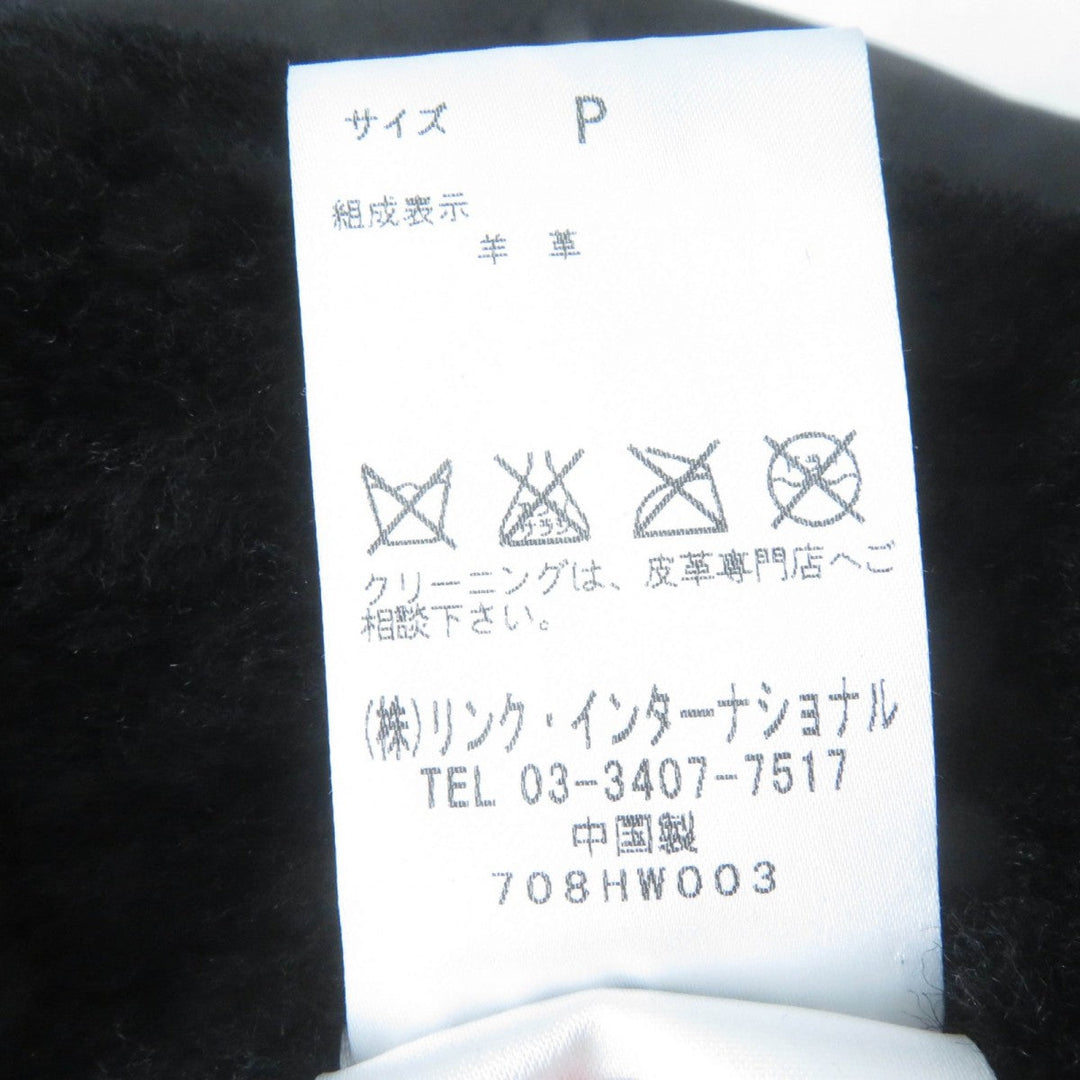 サイズ P
組成表示
羊 革
クリーニングは、皮革専門店へご
相談下さい。
(株)リンク・インターナショナル
TEL 03-3407-7517
中国製
708HW003